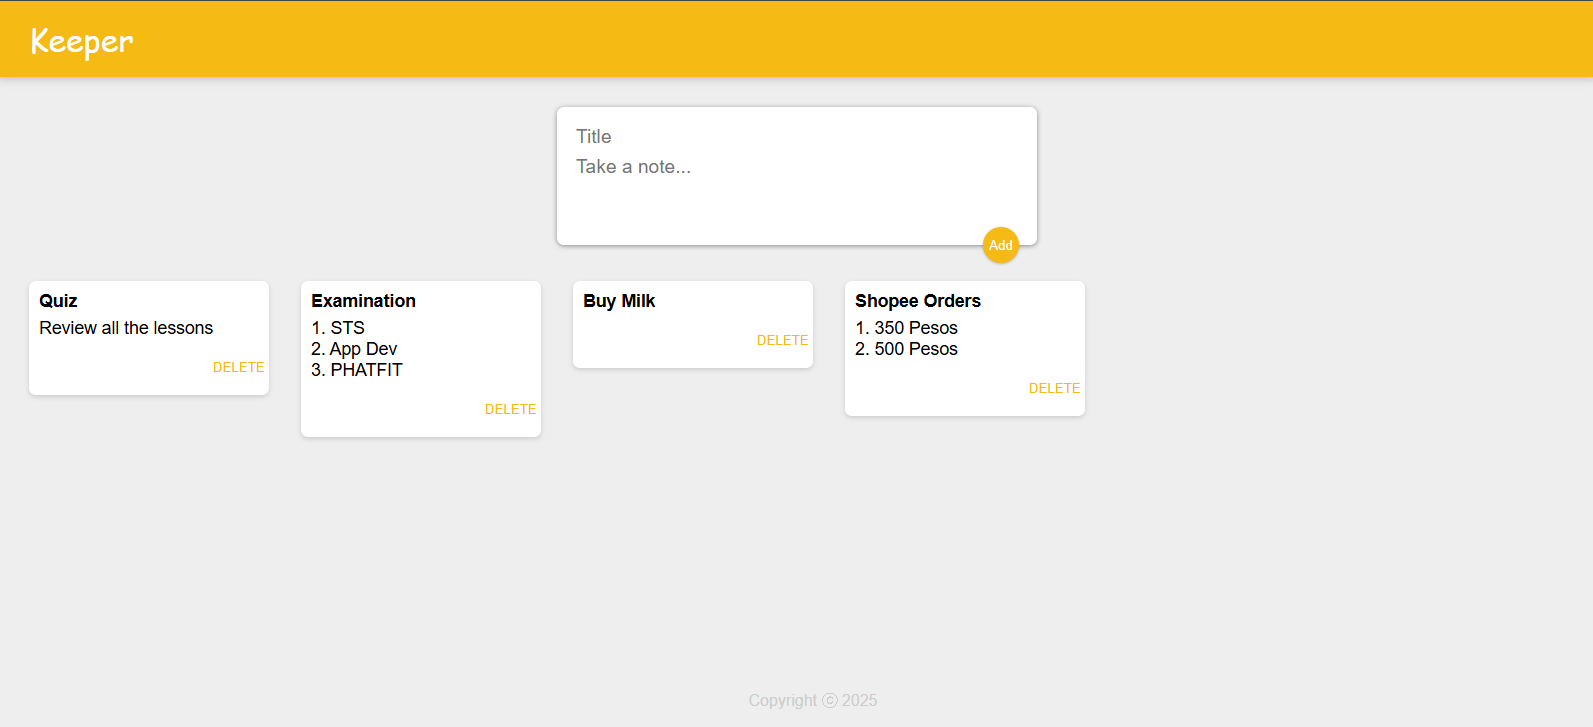 Keeper
Title
Take a note...
Add
Quiz
Review all the lessons
DELETE
Examination
1. STS
2. App Dev
3. PHATFIT
DELETE
Buy Milk
DELETE
Shopee Orders
1. 350 Pesos
2. 500 Pesos
DELETE
Copyright ⓒ 2025